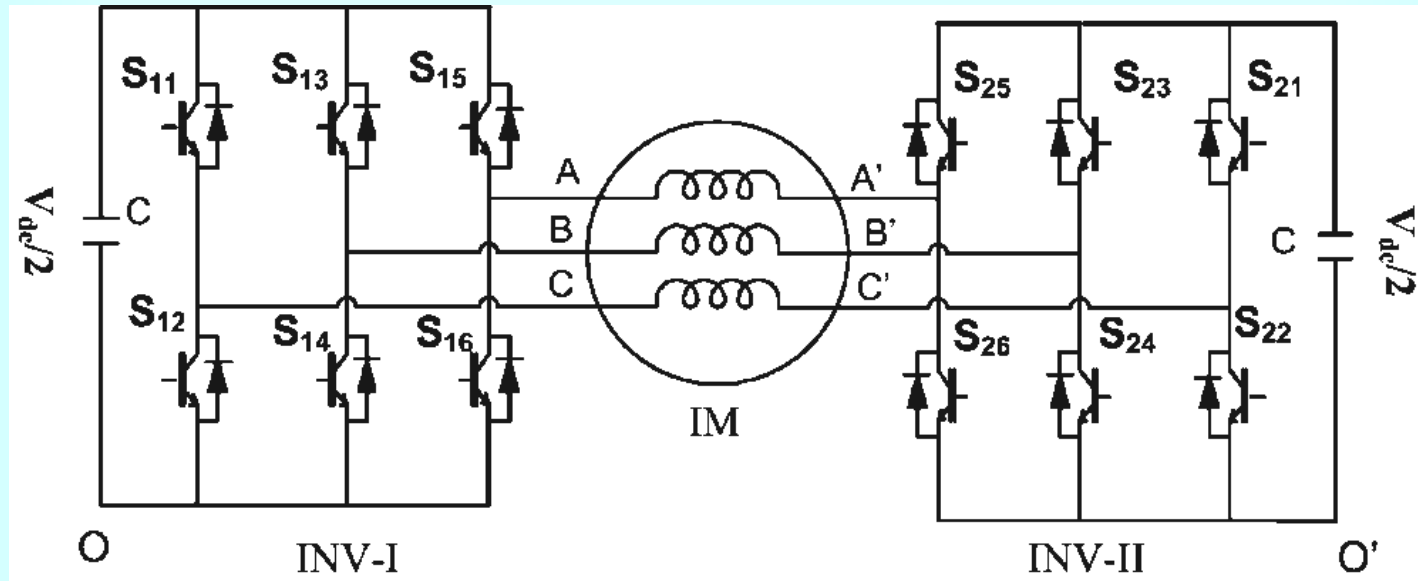 S11
S13
S15
S25
S23
S21
A
A'
Vdc/2
C
B
B'
C
Vdc/2
C
C'
S12
S14
S16
S26
S24
S22
IM
O
INV-I
INV-II
O'